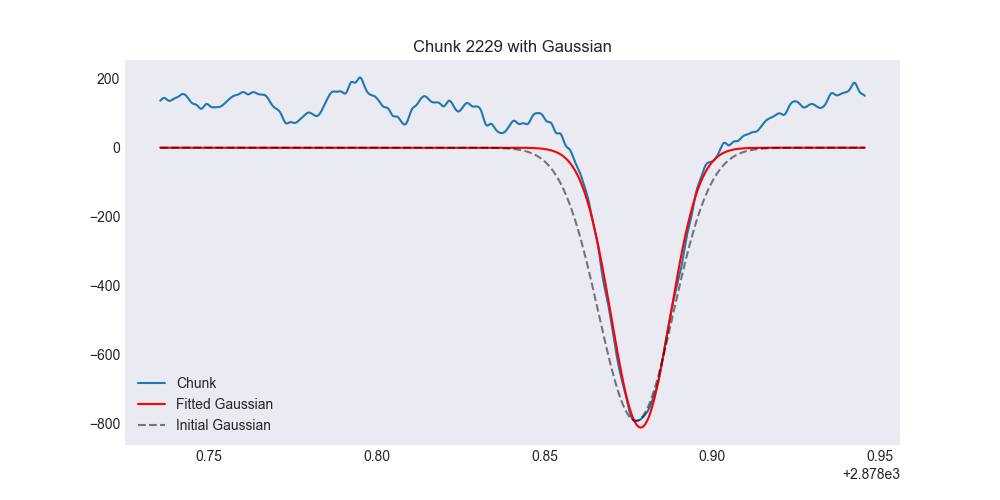 Chunk 2229 with Gaussian
200
0
−200
−400
−600
−800
Chunk
Fitted Gaussian
Initial Gaussian
0.75 0.80 0.85 0.90 0.95
+2.878e3